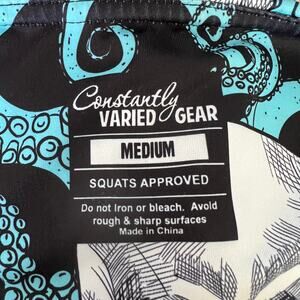 Constantly
VARIED GEAR
MEDIUM
SQUATS APPROVED
Do not Iron or bleach. Avoid
rough & sharp surfaces
Made in China